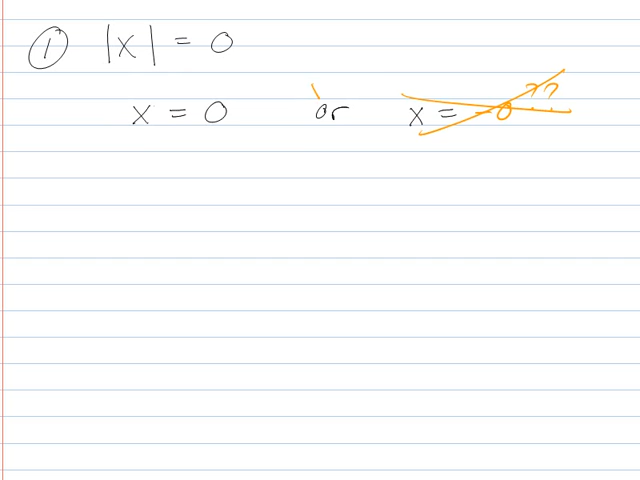 ① |x| = 0
x = 0 or x = -0 ??